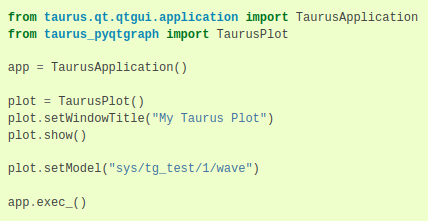 from taurus.qt.qtgui.application import TaurusApplication
from taurus_pyqtgraph import TaurusPlot
app = TaurusApplication()
plot = TaurusPlot()
plot.setWindowTitle("My Taurus Plot")
plot.show()
plot.setModel("sys/tg_test/1/wave")
app.exec_()